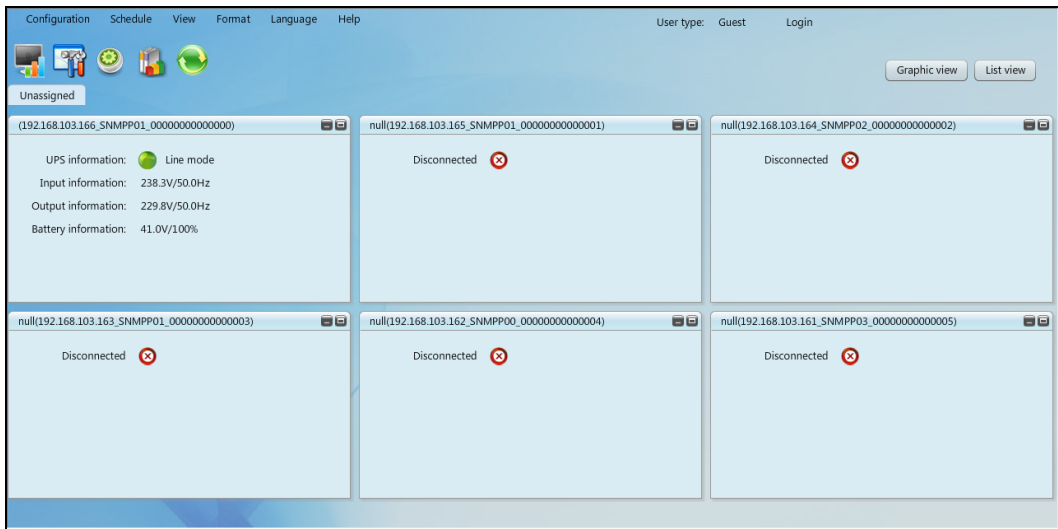 Configuration Schedule View Format Language Help User type: Guest Login
Graphic view List view
Unassigned
(192.168.103.166_SNMPP01_00000000000000) null(192.168.103.165_SNMPP01_00000000000001) null(192.168.103.164_SNMPP02_00000000000002)
UPS information: Line mode Disconnected Disconnected
Input information: 238.3V/50.0Hz
Output information: 229.8V/50.0Hz
Battery information: 41.0V/100%
null(192.168.103.163_SNMPP01_00000000000003) null(192.168.103.162_SNMPP00_00000000000004) null(192.168.103.161_SNMPP03_00000000000005)
Disconnected Disconnected Disconnected